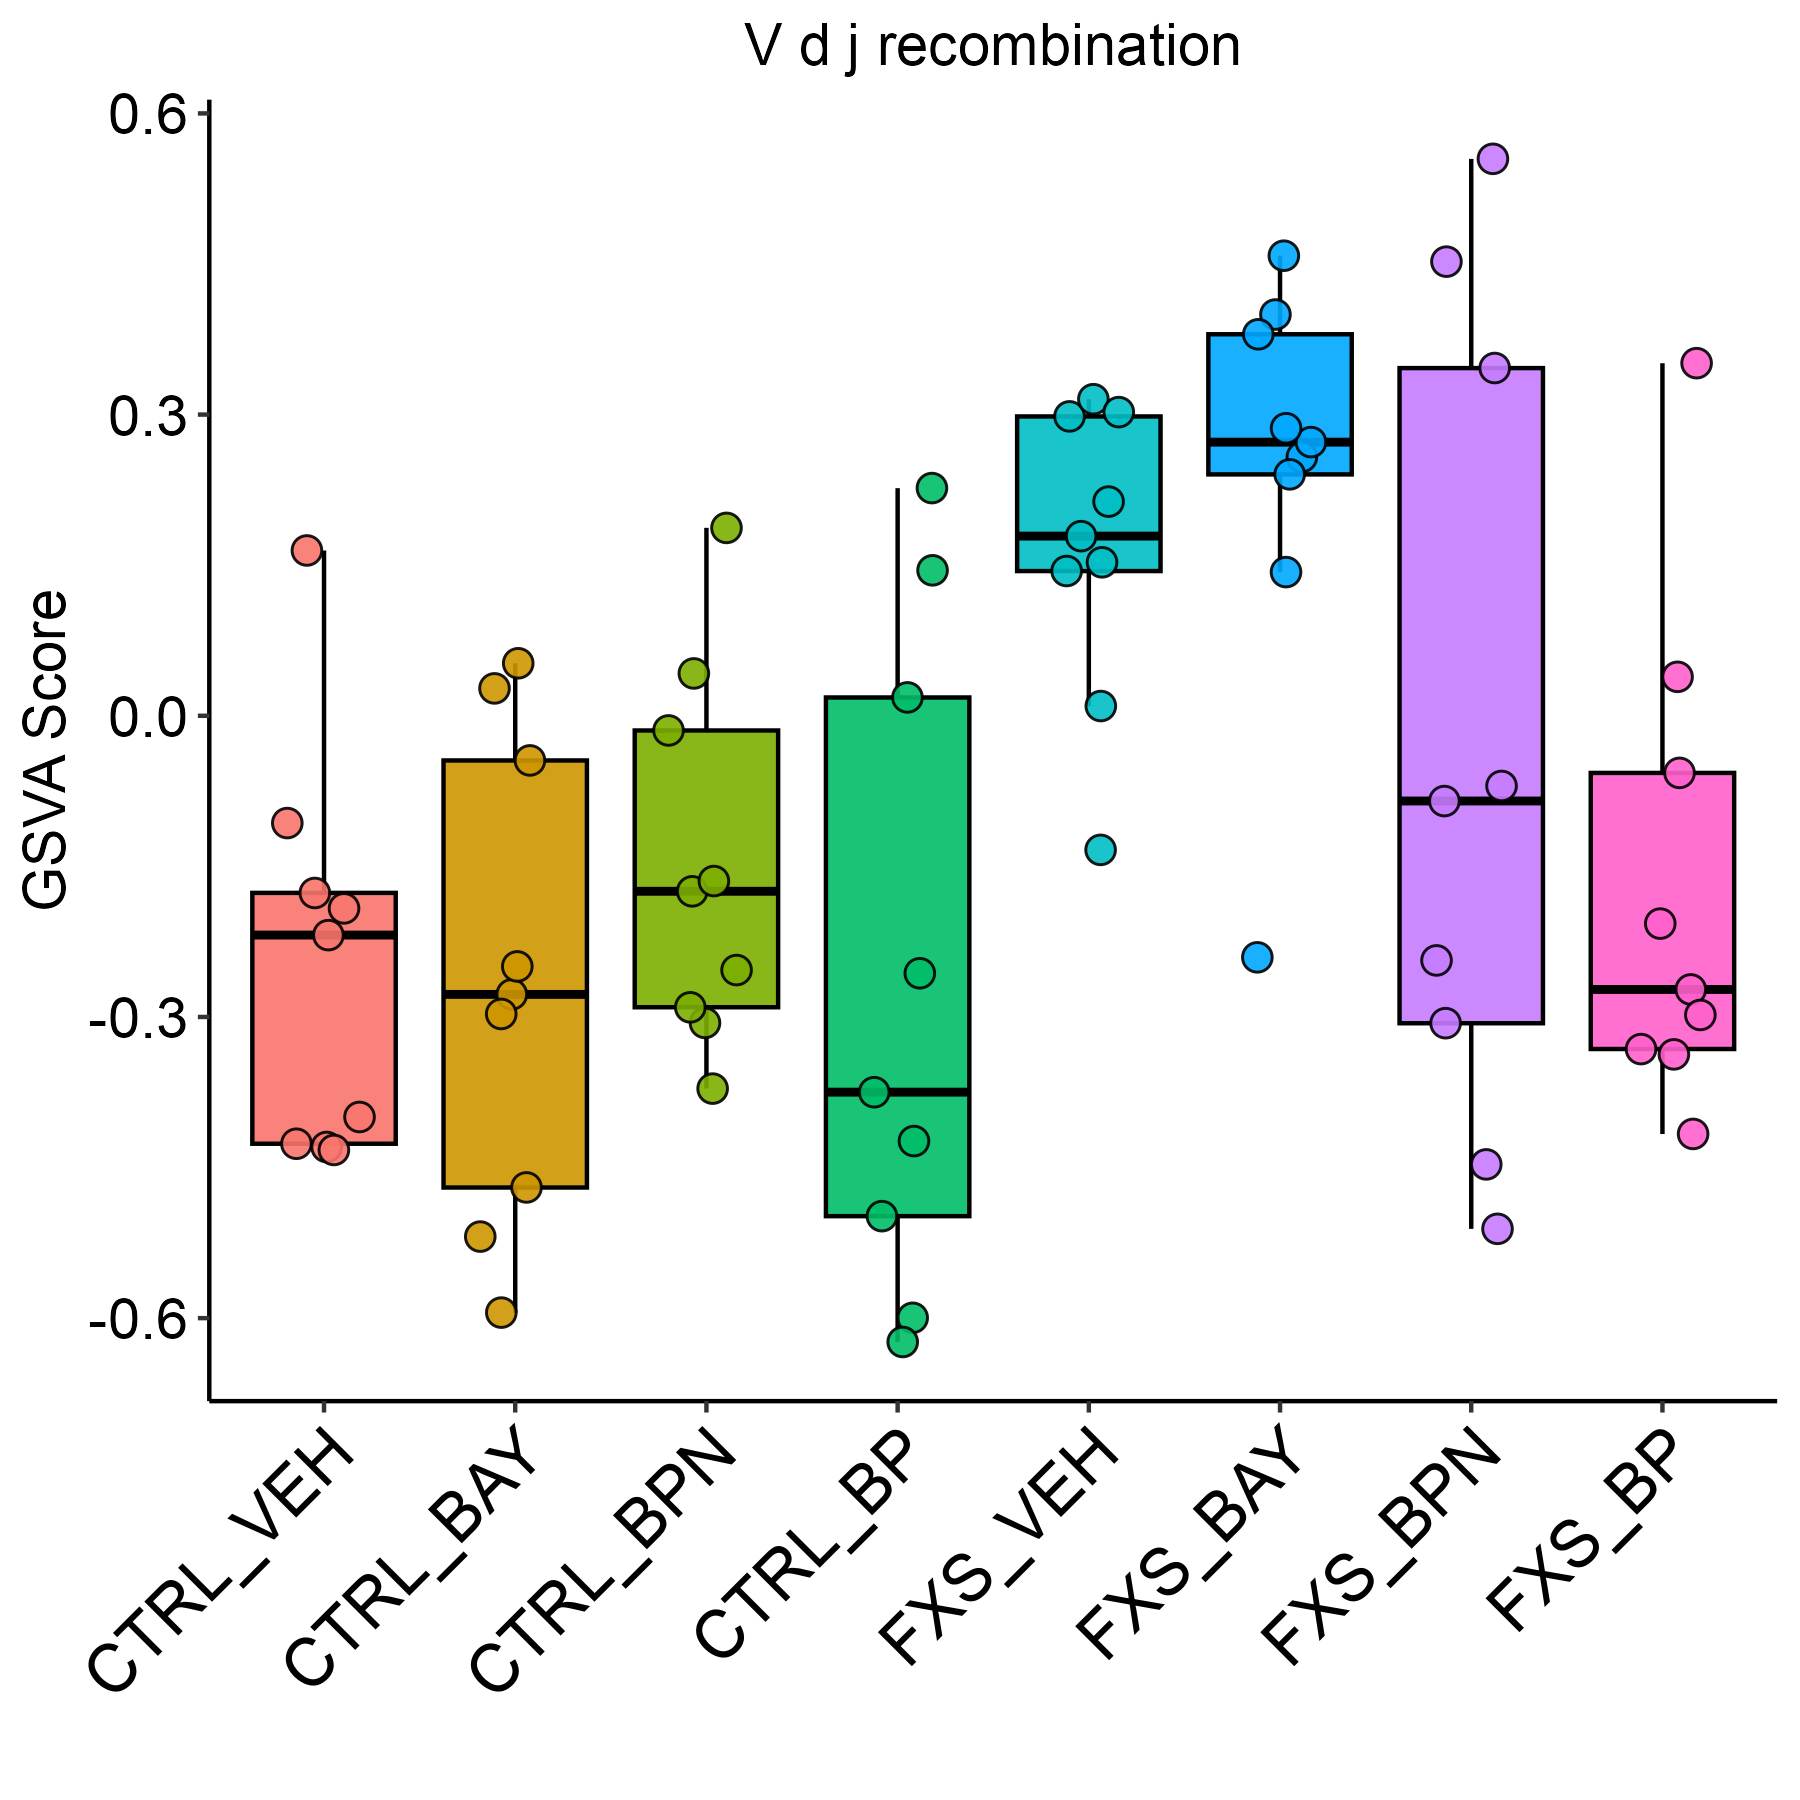 V d j recombination
0.6
0.3
0.0
-0.3
-0.6
GSVA Score
CTRL_VEH
CTRL_BAY
CTRL_BPN
CTRL_BP
FXS_VEH
FXS_BAY
FXS_BPN
FXS_BP